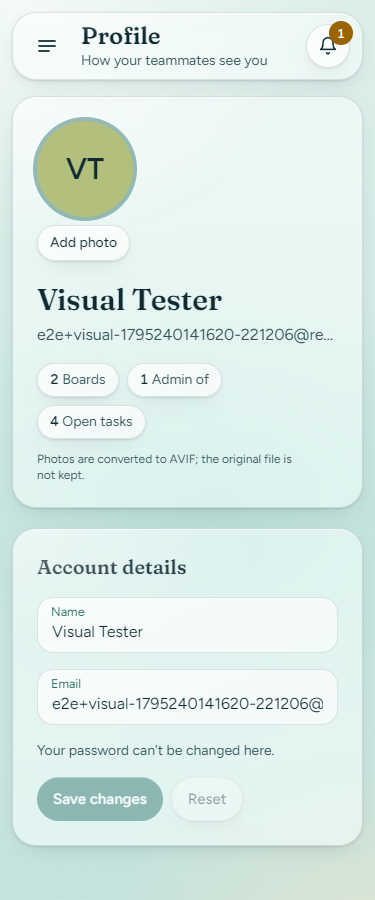 Profile
How your teammates see you
1
VT
Add photo
Visual Tester
e2e+visual-1795240141620-221206@re...
2 Boards
1 Admin of
4 Open tasks
Photos are converted to AVIF; the original file is
not kept.
Account details
Name
Visual Tester
Email
e2e+visual-1795240141620-221206@
Your password can't be changed here.
Save changes
Reset